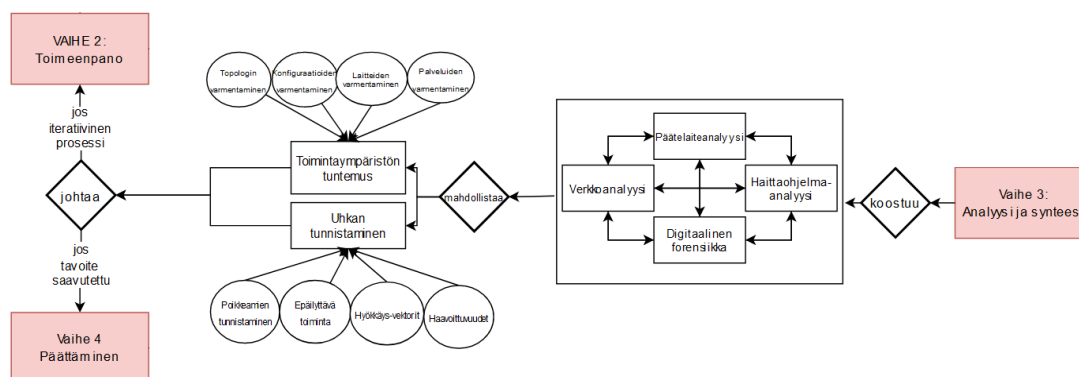 VAIHE 2:
Toimeenpano
jos
iteratiivinen
prosessi
johtaa
jos
tavoite
saavutettu
Vaihe 4
Päättäminen
Topologin
varmentaminen
Konfiguraatioiden
varmentaminen
Laitteiden
varmentaminen
Palveluiden
varmentaminen
Toimintaympäristön
tuntemus
Uhkan
tunnistaminen
Poikkeamien
tunnistaminen
Epäilyttävä
toiminta
Hyökkäys-vektorit
Haavoittuvuudet
mahdollistaa
Päätelaiteanalyysi
Verkkoanalyysi
Haittaohjelma-
analyysi
Digitaalinen
forensiikka
koostuu
Vaihe 3:
Analyysi ja syntees